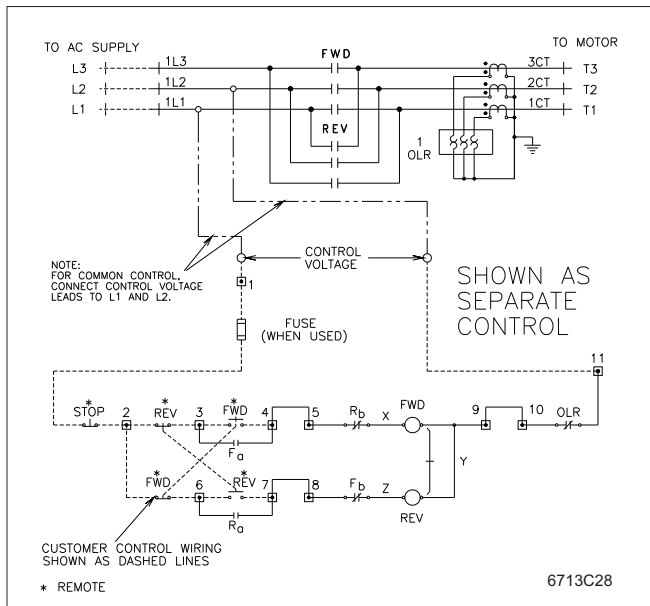 TO AC SUPPLY
FWD
TO MOTOR
L3 1L3 3CT T3
L2 1L2 2CT T2
L1 1L1 1CT T1
REV
1
OLR
NOTE:
FOR COMMON CONTROL,
CONNECT CONTROL VOLTAGE
LEADS TO L1 AND L2.
CONTROL
VOLTAGE
1
FUSE
(WHEN USED)
SHOWN AS
SEPARATE
CONTROL
11
* STOP 2 * REV 3 * FWD 4 5 Rb X FWD 9 10 OLR
Fa
Y
* FWD 6 * REV 7 8 Fb Z REV
Ra
CUSTOMER CONTROL WIRING
SHOWN AS DASHED LINES
* REMOTE
6713C28